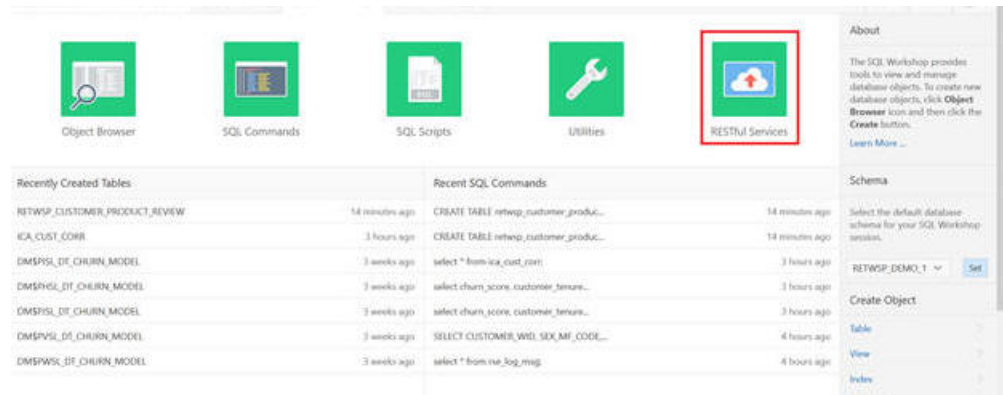 Object Browser
SQL Commands
SQL Scripts
Utilities
RESTful Services
SQL
Recently Created Tables
RETWSP_CUSTOMER_PRODUCT_REVIEW 14 minutes ago
ICA_CUST_CORR 3 hours ago
DM$PJSL_DT_CHURN_MODEL 3 weeks ago
DM$PHSL_DT_CHURN_MODEL 3 weeks ago
3 weeks ago
DM$PVSL_DT_CHURN_MODEL 3 weeks ago
DM$PWSL_DT_CHURN_MODEL 3 weeks ago
Recent SQL Commands
CREATE TABLE retwsp_customer_produc... 14 minutes ago
CREATE TABLE retwsp_customer_produc... 14 minutes ago
select * from ica_cust_corr; 3 hours ago
select churn_score, customer_tenure... 3 hours ago
select churn_score, customer_tenure... 3 hours ago
SELECT CUSTOMER_WID, SEX_MF_CODE,... 4 hours ago
select * from rse_log_msg; 4 hours ago
About
The SQL Workshop provides
tools to view and manage
database objects. To create new
database objects, click Object
Browser icon and then click the
Create button.
Learn More ...
Schema
Select the default database
schema for your SQL Workshop
session.
RETWSP_DEMO_1 Set
Create Object
Table
View
Index